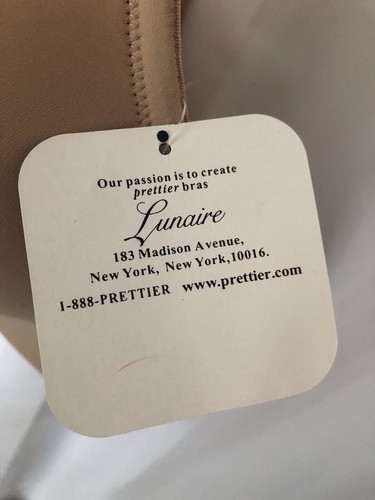 Our passion is to create
prettier bras
Lunaire
183 Madison Avenue,
New York, New York,10016.
1-888-PRETTIER www.prettier.com